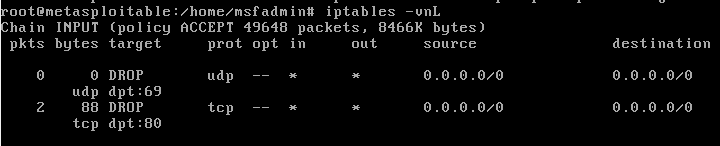 root@metasploitable:/home/msfadmin# iptables -vnL
Chain INPUT (policy ACCEPT 49648 packets, 8466K bytes)
 pkts bytes target     prot opt in     out     source               destination
    0     0 DROP       udp  --  *      *       0.0.0.0/0            0.0.0.0/0
       udp dpt:69
    2    88 DROP       tcp  --  *      *       0.0.0.0/0            0.0.0.0/0
       tcp dpt:80